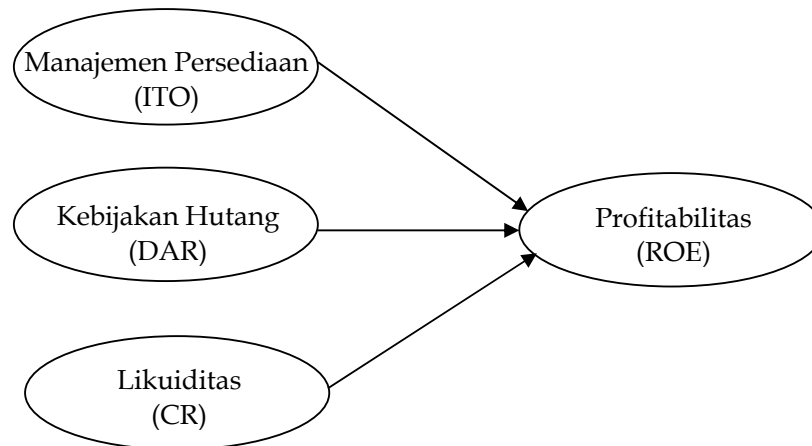 Manajemen Persediaan
(ITO)
Kebijakan Hutang
(DAR)
Profitabilitas
(ROE)
Likuiditas
(CR)